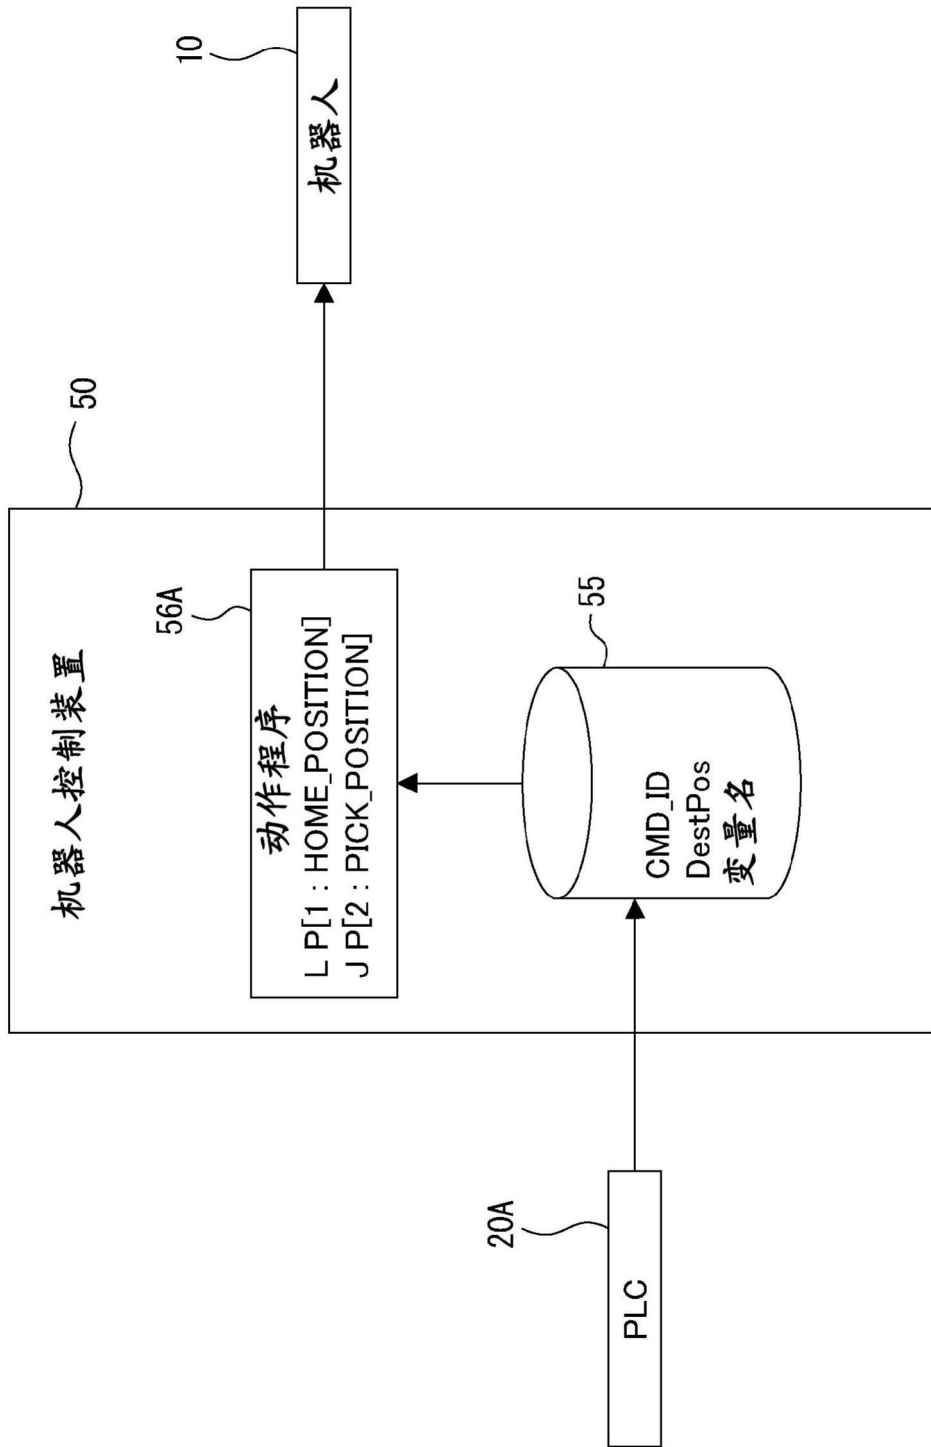 机器人控制装置
50
56A
动作程序
L P[1 : HOME_POSITION]
J P[2 : PICK_POSITION]
10
机器人
55
CMD_ID
DestPos
变量名
20A
PLC